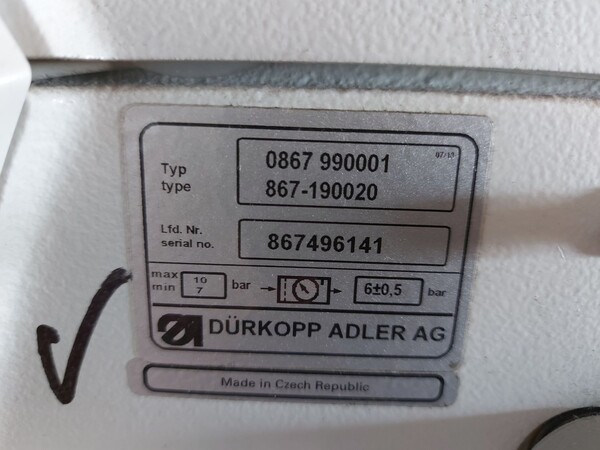 07/15
Typ 0867 990001
type 867-190020
Lfd. Nr.
serial no. 867496141
max 10 bar 6±0,5 bar
min 7
DÜRKOPP ADLER AG
Made in Czech Republic